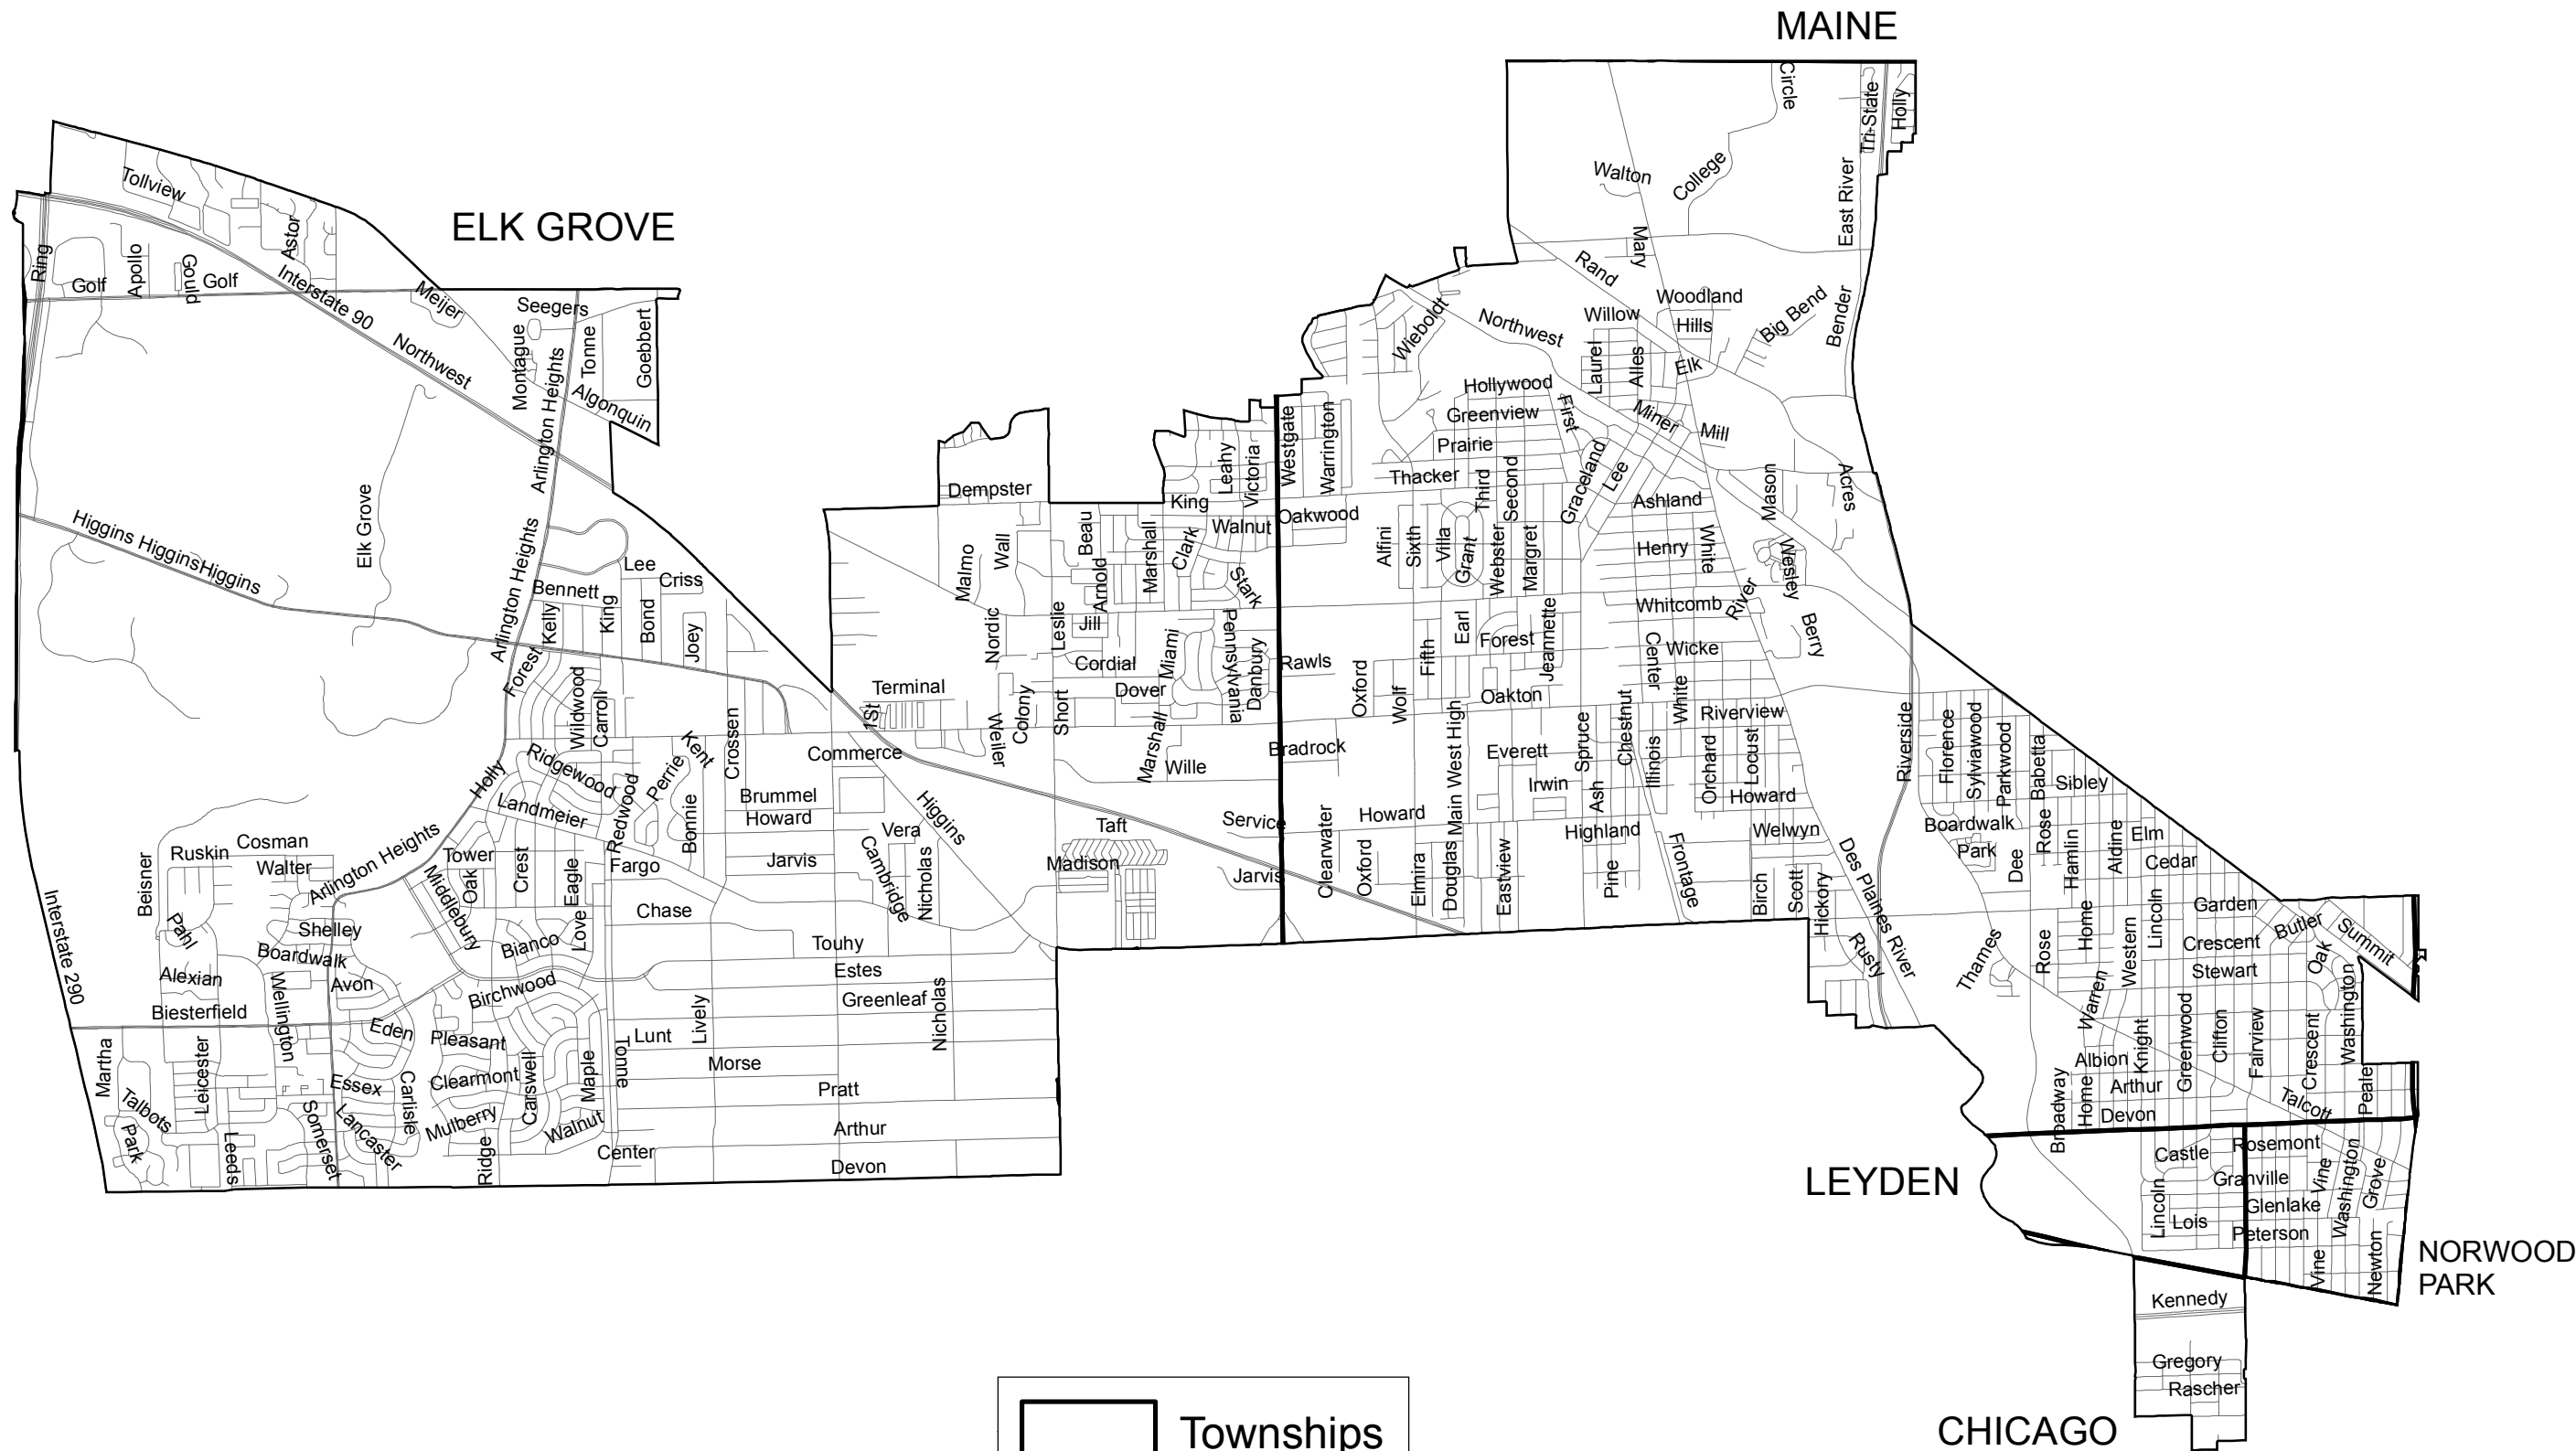 MAINE
Circle
Tri-State
Holly
Walton
College
East River
Tollview
ELK GROVE
Astor
Mary
Ring
Golf
Apollo
Gould
Golf
Interstate 90
Rand
Meijer
Seegers
Woodland
Wieboldt
Northwest
Willow
Hills
Big Bend
Bender
Northwest
Montague
Arlington Heights
Tonne
Goebbert
Algonquin
Laurel
Alles
Elk
Hollywood
Greenview
First
Miner
Mill
Prairie
Westgate
Warrington
Leahy
Victoria
Thacker
Third
Second
Graceland
Lee
Mason
Acres
Arlington Heights
Dempster
King
Oakwood
Walnut
Ashland
Elk Grove
Higgins
Higgins
Higgins
Arlington Heights
Malmo
Wall
Beau
Marshall
Clark
Alfini
Sixth
Villa
Grant
Webster
Margret
Henry
White
Wesley
Lee
Criss
Bennett
Arnold
Stark
Kelly
King
Bond
Joey
Nordic
Leslie
Jill
Pennsylvania
Danbury
Miami
Cordial
Rawls
Whitcomb
River
Berry
Earl
Forest
Jeannette
Fifth
Center
Wicke
Forest
Wildwood
Carroll
Terminal
Dover
Oxford
Wolf
Oakton
White
Chestnut
Riverview
1St
Weiler
Colony
Short
Marshall
Crossen
Kent
Commerce
Wille
Bradrock
Main West High
Everett
Spruce
Illinois
Orchard
Locust
Riverside
Florence
Sylviawood
Parkwood
Babetta
Sibley
Holly
Ridgewood
Redwood
Perrie
Bonnie
Landmeier
Brummel
Howard
Higgins
Irwin
Ash
Howard
Vera
Taft
Service
Howard
Highland
Welwyn
Boardwalk
Rose
Elm
Cosman
Ruskin
Walter
Arlington Heights
Tower
Crest
Fargo
Jarvis
Cambridge
Nicholas
Madison
Jarvis
Clearwater
Oxford
Elmira
Douglas
Eastview
Pine
Frontage
Birch
Scott
Hickory
Des Plaines River
Park
Dee
Hamlin
Aldine
Cedar
Beisner
Pahl
Middlebury
Oak
Eagle
Love
Chase
Garden
Interstate 290
Shelley
Boardwalk
Bianco
Touhy
Rusty
Thames
Rose
Home
Western
Lincoln
Crescent
Butler
Oak
Summit
Alexian
Avon
Birchwood
Estes
Stewart
Biesterfield
Wellington
Greenleaf
Nicholas
Lively
Warren
Washington
Eden
Pleasant
Lunt
Tonne
Knight
Greenwood
Clifton
Fairview
Crescent
Martha
Leicester
Essex
Clearmont
Carswell
Maple
Morse
Albion
Talbots
Carlisle
Pratt
Broadway
Home
Arthur
Talcott
Pealer
Park
Somerset
Lancaster
Mulberry
Walnut
Arthur
Devon
Leeds
Ridge
Center
Devon
Rosemont
Castle
LEYDEN
Granville
Vine
Washington
Grove
Lincoln
Glenlake
Lois
Peterson
Vine
Newton
NORWOOD
PARK
Kennedy
Gregory
Rascher
Townships
CHICAGO